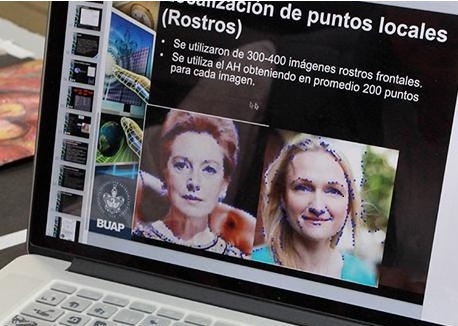 localización de puntos locales
(Rostros)
• Se utilizaron de 300-400 imágenes rostros frontales.
• Se utiliza el AH obteniendo en promedio 200 puntos
para cada imagen.
BUAP